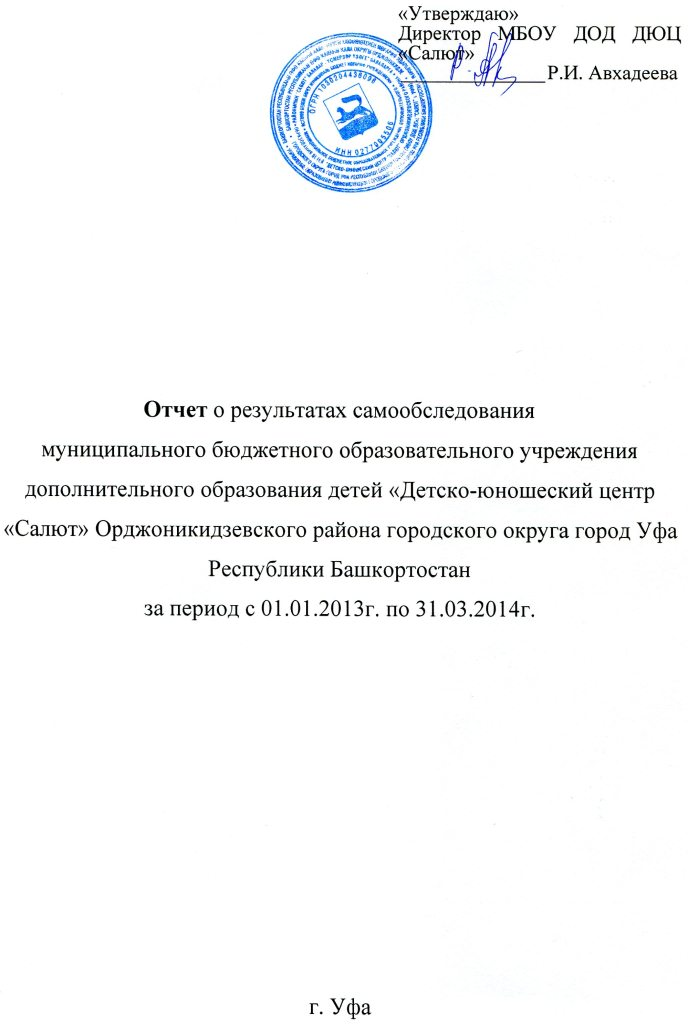 «Утверждаю»
Директор МБОУ ДОД ДЮЦ
«Салют»
Р.И. Авхадеева
ИНН 0277045506
Отчет о результатах самообследования
муниципального бюджетного образовательного учреждения
дополнительного образования детей «Детско-юношеский центр
«Салют» Орджоникидзевского района городского округа город Уфа
Республики Башкортостан
за период с 01.01.2013г. по 31.03.2014г.
г. Уфа